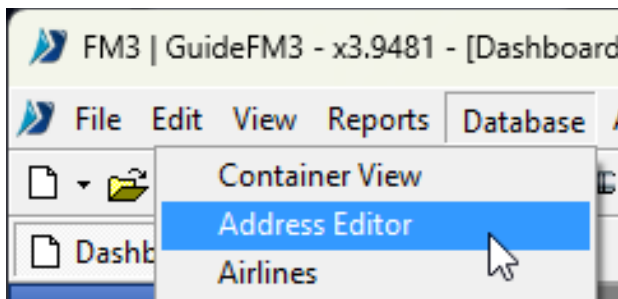 FM3 | GuideFM3 - x3.9481 - [Dashboard
File Edit View Reports Database
Container View
Address Editor
Dashb
Airlines